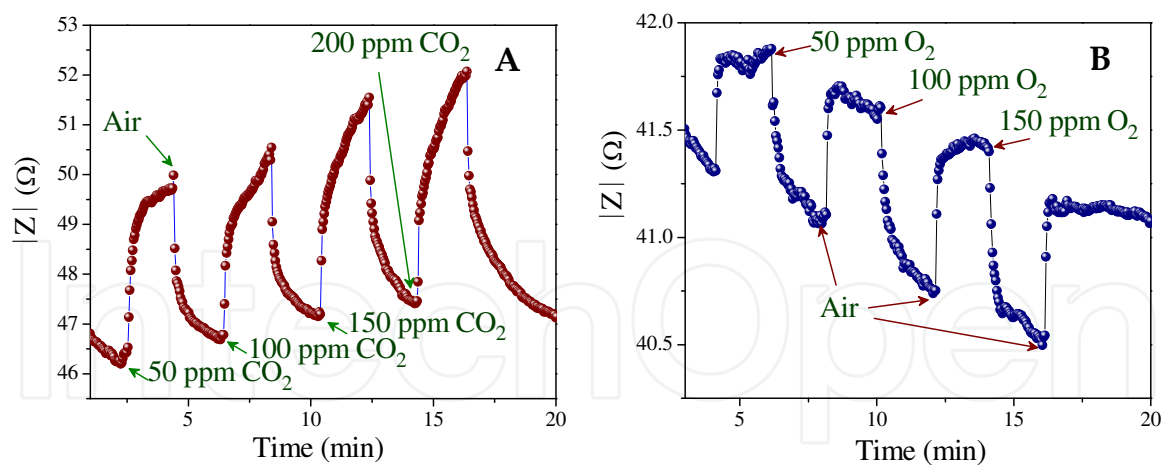 53
52
51
50
49
48
47
46
|Z| (Ω)
A
200 ppm CO2
Air
50 ppm CO2
100 ppm CO2
150 ppm CO2
5
10
15
20
Time (min)
42.0
41.5
41.0
40.5
|Z| (Ω)
B
50 ppm O2
100 ppm O2
150 ppm O2
Air
5
10
15
20
Time (min)
IntechOpen